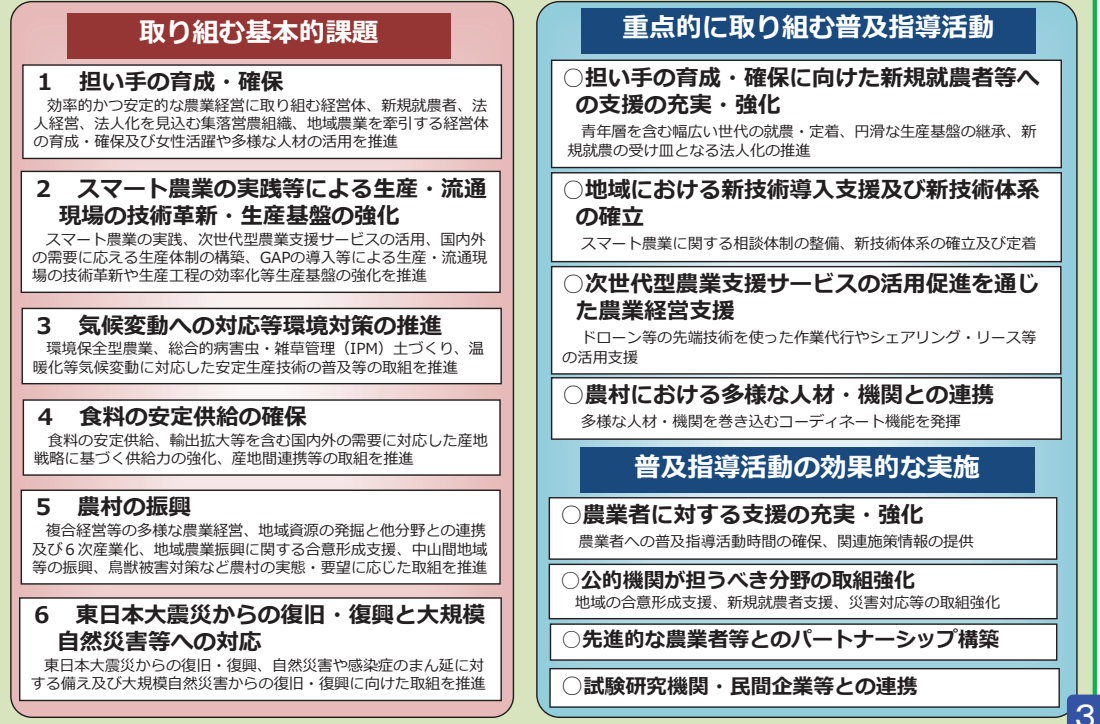 取り組む基本的課題
1 担い手の育成・確保
効率的かつ安定的な農業経営に取り組む経営体、新規就農者、法
人経営、法人化を見込む集落営農組織、地域農業を牽引する経営体
の育成・確保及び女性活躍や多様な人材の活用を推進
2 スマート農業の実践等による生産・流通
現場の技術革新・生産基盤の強化
スマート農業の実践、次世代型農業支援サービスの活用、国内外
の需要に応える生産体制の構築、GAPの導入等による生産・流通現
場の技術革新や生産工程の効率化等生産基盤の強化を推進
3 気候変動への対応等環境対策の推進
環境保全型農業、総合的病害虫・雑草管理（IPM）土づくり、温
暖化等気候変動に対応した安定生産技術の普及等の取組を推進
4 食料の安定供給の確保
食料の安定供給、輸出拡大等を含む国内外の需要に対応した産地
戦略に基づく供給力の強化、産地間連携等の取組を推進
5 農村の振興
複合経営等の多様な農業経営、地域資源の発掘と他分野との連携
及び６次産業化、地域農業振興に関する合意形成支援、中山間地域
等の振興、鳥獣被害対策など農村の実態・要望に応じた取組を推進
6 東日本大震災からの復旧・復興と大規模
自然災害等への対応
東日本大震災からの復旧・復興、自然災害や感染症のまん延に対
する備え及び大規模自然災害からの復旧・復興に向けた取組を推進
重点的に取り組む普及指導活動
○担い手の育成・確保に向けた新規就農者等へ
の支援の充実・強化
青年層を含む幅広い世代の就農・定着、円滑な生産基盤の継承、新
規就農の受け皿となる法人化の推進
○地域における新技術導入支援及び新技術体系
の確立
スマート農業に関する相談体制の整備、新技術体系の確立及び定着
○次世代型農業支援サービスの活用促進を通じ
た農業経営支援
ドローン等の先端技術を使った作業代行やシェアリング・リース等
の活用支援
○農村における多様な人材・機関との連携
多様な人材・機関を巻き込むコーディネート機能を発揮
普及指導活動の効果的な実施
○農業者に対する支援の充実・強化
農業者への普及指導活動時間の確保、関連施策情報の提供
○公的機関が担うべき分野の取組強化
地域の合意形成支援、新規就農者支援、災害対応等の取組強化
○先進的な農業者等とのパートナーシップ構築
○試験研究機関・民間企業等との連携
3